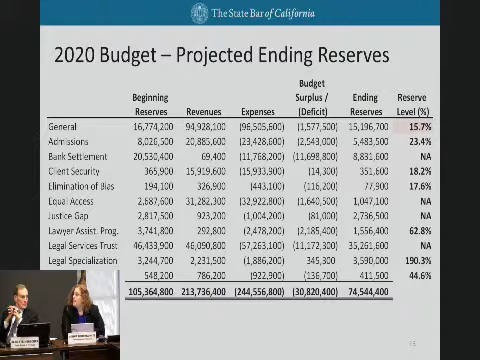 The State Bar of California
2020 Budget – Projected Ending Reserves
Beginning Reserves Revenues Expenses Budget Surplus / (Deficit) Ending Reserves Reserve Level (%)
General 16,774,200 94,928,100 (96,505,600) (1,577,500) 15,196,700 15.7%
Admissions 8,026,500 20,885,600 (23,428,600) (2,543,000) 5,483,500 23.4%
Bank Settlement 20,530,400 69,400 (11,768,200) (11,698,800) 8,831,600 NA
Client Security 365,900 15,919,600 (15,933,900) (14,300) 351,600 18.2%
Elimination of Bias 194,100 326,900 (443,100) (116,200) 77,900 17.6%
Equal Access 2,687,600 31,282,300 (32,922,800) (1,640,500) 1,047,100 NA
Justice Gap 2,817,500 923,200 (1,004,200) (81,000) 2,736,500 NA
Lawyer Assist. Prog. 3,741,800 292,800 (2,478,200) (2,185,400) 1,556,400 62.8%
Legal Services Trust 46,433,900 46,090,800 (57,263,100) (11,172,300) 35,261,600 NA
Legal Specialization 3,244,700 2,231,500 (1,886,200) 345,300 3,590,000 190.3%
548,200 786,200 (922,900) (136,700) 411,500 44.6%
105,364,800 213,736,400 (244,556,800) (30,820,400) 74,544,400